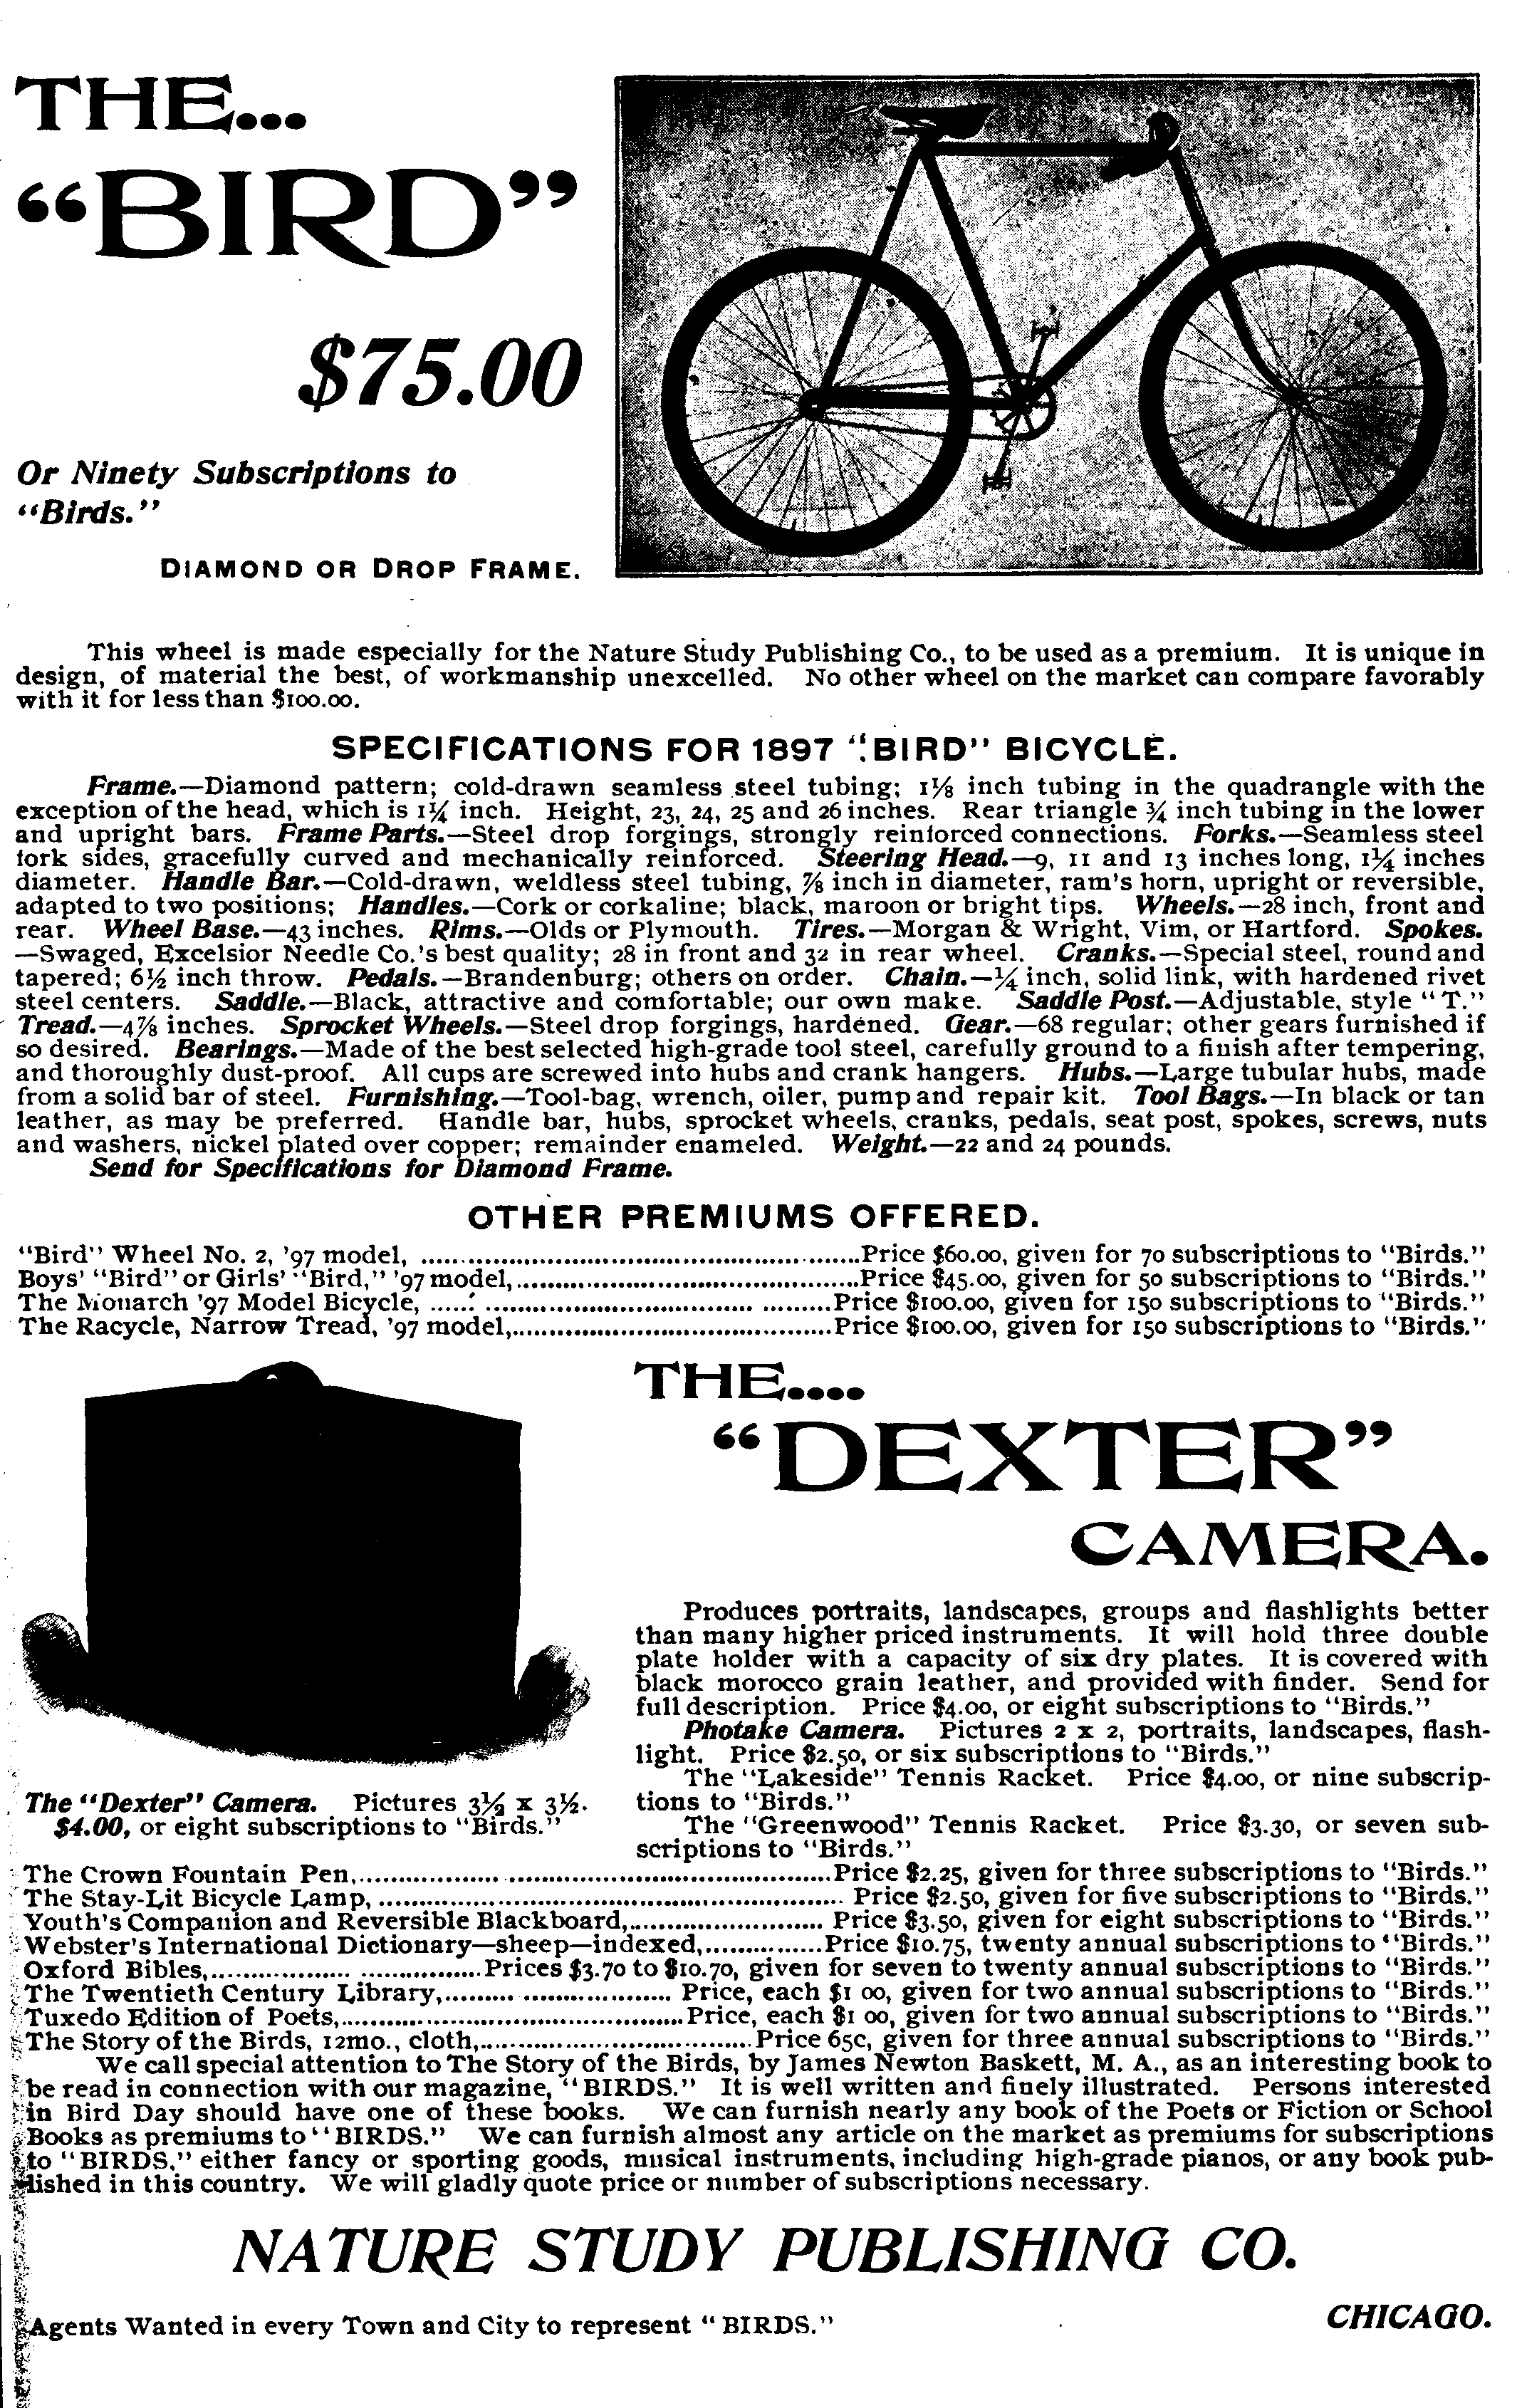 THE...
“BIRD”
$75.00
Or Ninety Subscriptions to
“Birds.”
DIAMOND OR DROP FRAME.
This wheel is made especially for the Nature Study Publishing Co., to be used as a premium. It is unique in
design, of material the best, of workmanship unexcelled. No other wheel on the market can compare favorably
with it for less than $100.00.
SPECIFICATIONS FOR 1897 “BIRD” BICYCLE.
Frame.—Diamond pattern; cold-drawn seamless steel tubing; 1⅛ inch tubing in the quadrangle with the
exception of the head, which is 1¼ inch. Height, 23, 24, 25 and 26 inches. Rear triangle ¾ inch tubing in the lower
and upright bars. Frame Parts.—Steel drop forgings, strongly reinforced connections. Forks.—Seamless steel
fork sides, gracefully curved and mechanically reinforced. Steering Head.—9, 11 and 13 inches long, 1¼ inches
diameter. Handle Bar.—Cold-drawn, weldless steel tubing, ⅞ inch in diameter, ram's horn, upright or reversible,
adapted to two positions; Handles.—Cork or corkaline; black, maroon or bright tips. Wheels.—28 inch, front and
rear. Wheel Base.—43 inches. Rims.—Olds or Plymouth. Tires.—Morgan & Wright, Vim, or Hartford. Spokes.
—Swaged, Excelsior Needle Co.'s best quality; 28 in front and 32 in rear wheel. Cranks.—Special steel, round and
tapered; 6½ inch throw. Pedals.—Brandenburg; others on order. Chain.—¼ inch, solid link, with hardened rivet
steel centers. Saddle.—Black, attractive and comfortable; our own make. Saddle Post.—Adjustable, style “T.”
Tread.—4⅞ inches. Sprocket Wheels.—Steel drop forgings, hardened. Gear.—68 regular; other gears furnished if
so desired. Bearings.—Made of the best selected high-grade tool steel, carefully ground to a finish after tempering,
and thoroughly dust-proof. All cups are screwed into hubs and crank hangers. Hubs.—Large tubular hubs, made
from a solid bar of steel. Furnishing.—Tool-bag, wrench, oiler, pump and repair kit. Tool Bags.—In black or tan
leather, as may be preferred. Handle bar, hubs, sprocket wheels, cranks, pedals, seat post, spokes, screws, nuts
and washers, nickel plated over copper; remainder enameled. Weight.—22 and 24 pounds.
Send for Specifications for Diamond Frame.
OTHER PREMIUMS OFFERED.
“Bird” Wheel No. 2, '97 model, ..........Price $60.00, given for 70 subscriptions to “Birds.”
Boys' “Bird” or Girls' “Bird,” '97 model,..........Price $45.00, given for 50 subscriptions to “Birds.”
The Monarch '97 Model Bicycle, ..........Price $100.00, given for 150 subscriptions to “Birds.”
The Racycle, Narrow Tread, '97 model,..........Price $100.00, given for 150 subscriptions to “Birds.”
THE....
“DEXTER”
CAMERA.
Produces portraits, landscapes, groups and flashlights better
than many higher priced instruments. It will hold three double
plate holder with a capacity of six dry plates. It is covered with
black morocco grain leather, and provided with finder. Send for
full description. Price $4.00, or eight subscriptions to “Birds.”
Photake Camera. Pictures 2 x 2, portraits, landscapes, flash-
light. Price $2.50, or six subscriptions to “Birds.”
The “Lakeside” Tennis Racket. Price $4.00, or nine subscrip-
tions to “Birds.”
The “Greenwood” Tennis Racket. Price $3.30, or seven sub-
scriptions to “Birds.”
The “Dexter” Camera. Pictures 3½ x 3½.
$4.00, or eight subscriptions to “Birds.”
The Crown Fountain Pen,..........Price $2.25, given for three subscriptions to “Birds.”
The Stay-Lit Bicycle Lamp, .......... Price $2.50, given for five subscriptions to “Birds.”
Youth's Companion and Reversible Blackboard,.......... Price $3.50, given for eight subscriptions to “Birds.”
Webster's International Dictionary—sheep—indexed,..........Price $10.75, twenty annual subscriptions to “Birds.”
Oxford Bibles,..........Prices $3.70 to $10.70, given for seven to twenty annual subscriptions to “Birds.”
The Twentieth Century Library,.......... Price, each $1 00, given for two annual subscriptions to “Birds.”
Tuxedo Edition of Poets,..........Price, each $1 00, given for two annual subscriptions to “Birds.”
The Story of the Birds, 12mo., cloth,..........Price 65c, given for three annual subscriptions to “Birds.”
We call special attention to The Story of the Birds, by James Newton Baskett, M. A., as an interesting book to
be read in connection with our magazine, “BIRDS.” It is well written and finely illustrated. Persons interested
in Bird Day should have one of these books. We can furnish nearly any book of the Poets or Fiction or School
Books as premiums to “BIRDS.” We can furnish almost any article on the market as premiums for subscriptions
to “BIRDS,” either fancy or sporting goods, musical instruments, including high-grade pianos, or any book pub-
lished in this country. We will gladly quote price or number of subscriptions necessary.
NATURE STUDY PUBLISHING CO.
Agents Wanted in every Town and City to represent “BIRDS.”
CHICAGO.